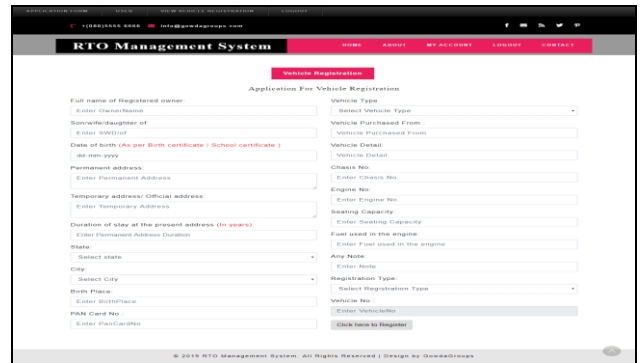 APPLICATION FORM USER VIEW VEHICLE REGISTRATION LOGOUT
+(080)5555 6666 info@gowdagroups.com
RTO Management System HOME ABOUT MY ACCOUNT LOGOUT CONTACT
Vehicle Registration
Application For Vehicle Registration
Full name of Registered owner:
Enter OwnerName
Son/wife/daughter of:
Enter SWD/of
Date of birth (As per Birth certificate / School certificate )
dd-mm-yyyy
Permanent address:
Enter Permanent Address
Temporary address/ Official address:
Enter Temporary Address
Duration of stay at the present address (In years)
Enter Permanent Address Duration
State
Select state
City:
Select City
Birth Place:
Enter BirthPlace
PAN Card No.:
Enter PanCardNo
Vehicle Type:
Select Vehicle Type
Vehicle Purchased From :
Vehicle Purchased From
Vehicle Detail:
Vehicle Detail
Chasis No:
Enter Chasis No
Engine No:
Enter Engine No
Seating Capacity:
Enter Seating Capacity
Fuel used in the engine:
Enter Fuel used in the engine
Any Note:
Enter Note
Registration Type:
Select Registration Type
Vehicle No.:
Enter VehicleNo
Click here to Register
© 2019 RTO Management System. All Rights Reserved | Design by GowdaGroups